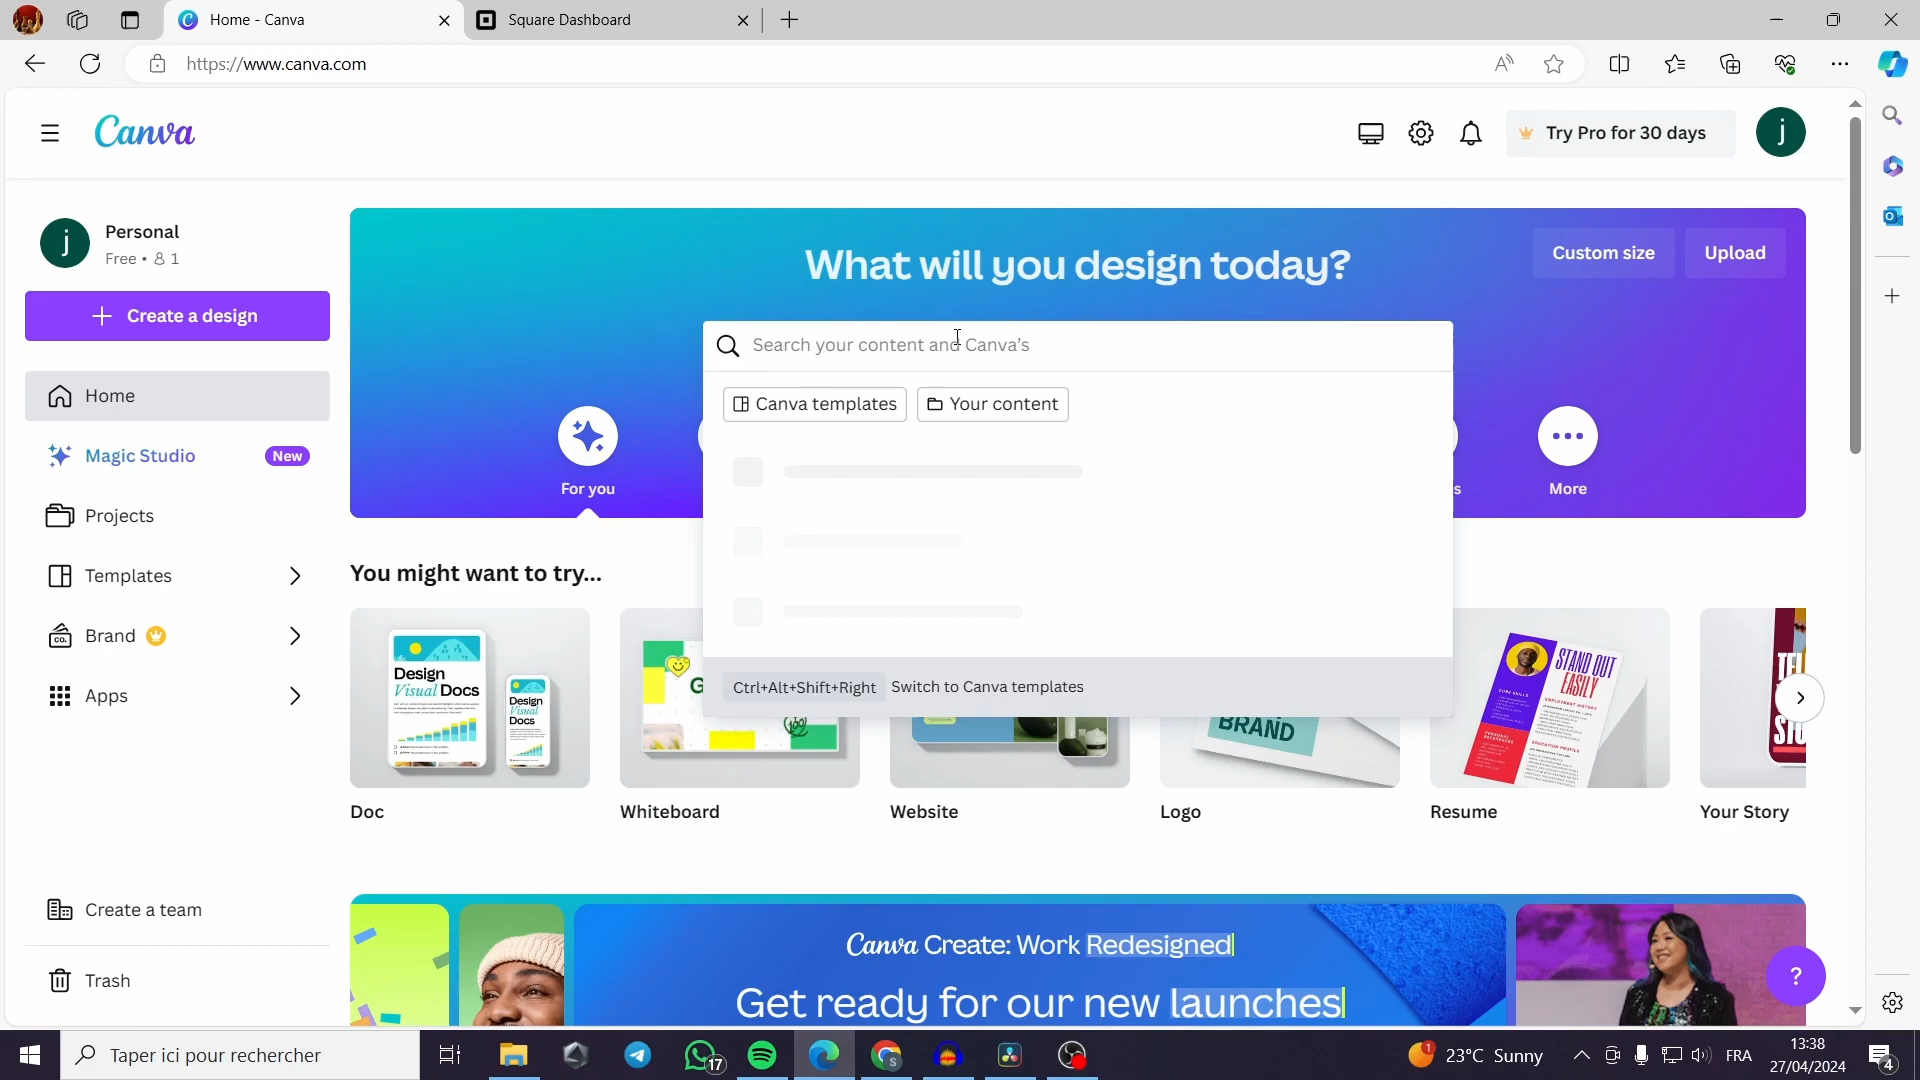 Home - Canva
Square Dashboard
https://www.canva.com
Canva
Try Pro for 30 days
j
j
Personal
Free • 1
Create a design
Home
Magic Studio
New
Projects
Templates
Brand
Apps
Create a team
Trash
What will you design today?
Custom size
Upload
Search your content and Canva's
Canva templates
Your content
For you
s
More
Ctrl+Alt+Shift+Right Switch to Canva templates
You might want to try...
Design
Visual Docs
Design
Visual
Docs
G
BRAND
STAND OUT
EASILY
Doc
Whiteboard
Website
Logo
Resume
Your Story
Canva Create: Work Redesigned
Get ready for our new launches
?
Taper ici pour rechercher
17
23°C Sunny
FRA
13:38
27/04/2024
4